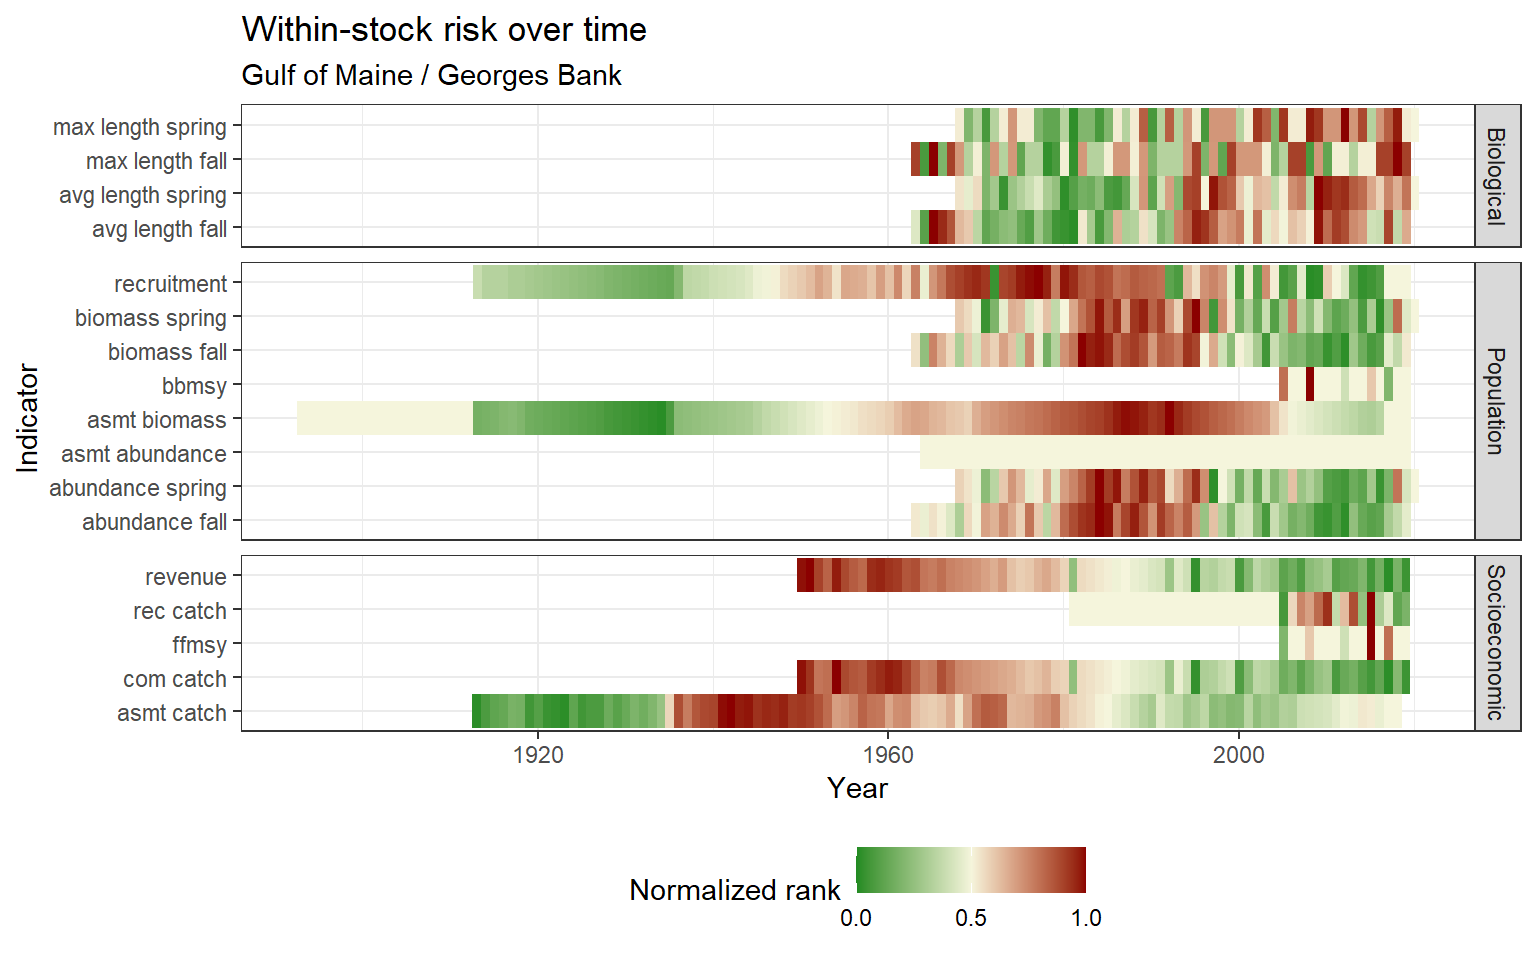 Within-stock risk over time
Gulf of Maine / Georges Bank
max length spring
max length fall
avg length spring
avg length fall
Biological
recruitment
biomass spring
biomass fall
bbmsy
asmt biomass
asmt abundance
abundance spring
abundance fall
Population
revenue
rec catch
ffmsy
com catch
asmt catch
Socioeconomic
Indicator
1920 1960 2000
Year
Normalized rank
0.0 0.5 1.0